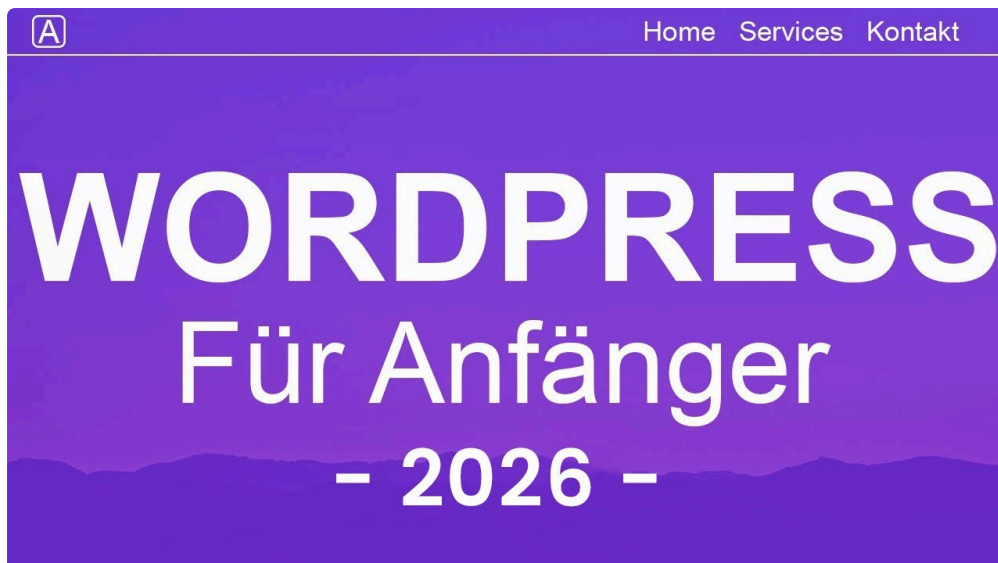 A
Home Services Kontakt
WORDPRESS
Für Anfänger
- 2026 -